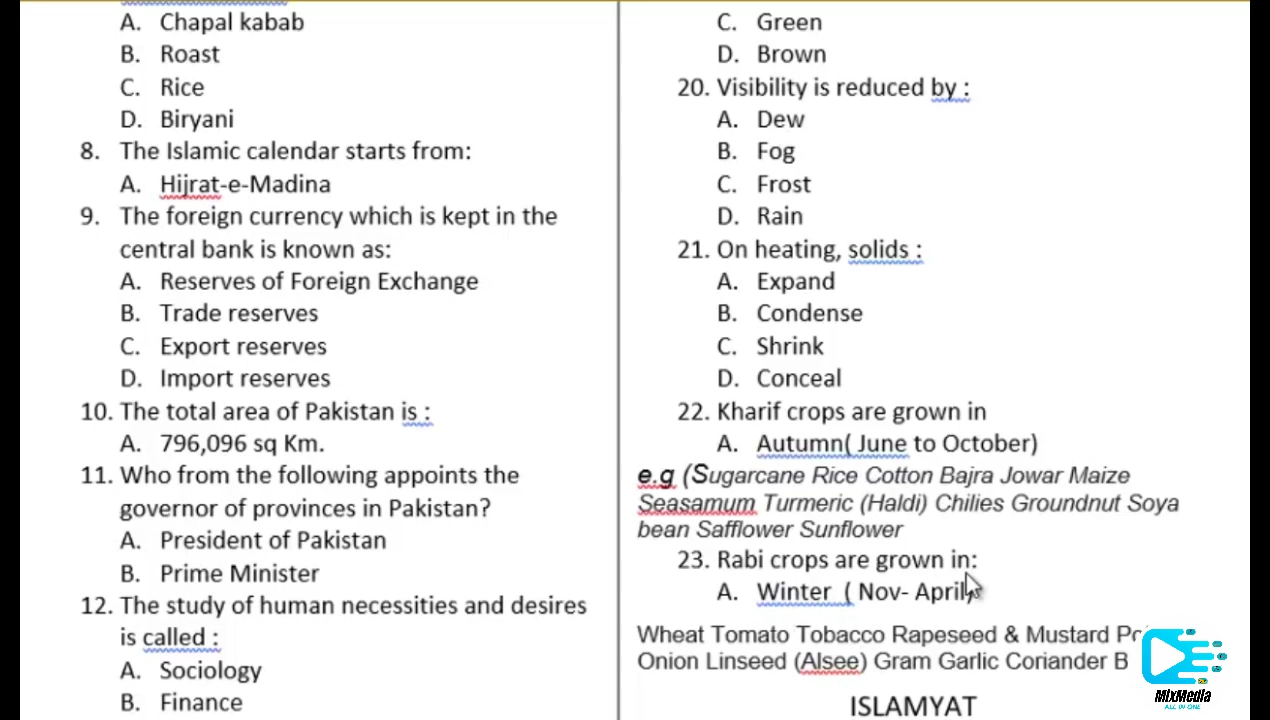 A. Chapal kabab
B. Roast
C. Rice
D. Biryani
8. The Islamic calendar starts from:
A. Hijrat-e-Madina
9. The foreign currency which is kept in the
central bank is known as:
A. Reserves of Foreign Exchange
B. Trade reserves
C. Export reserves
D. Import reserves
10. The total area of Pakistan is :
A. 796,096 sq Km.
11. Who from the following appoints the
governor of provinces in Pakistan?
A. President of Pakistan
B. Prime Minister
12. The study of human necessities and desires
is called :
A. Sociology
B. Finance
C. Green
D. Brown
20. Visibility is reduced by :
A. Dew
B. Fog
C. Frost
D. Rain
21. On heating, solids :
A. Expand
B. Condense
C. Shrink
D. Conceal
22. Kharif crops are grown in
A. Autumn( June to October)
e.g (Sugarcane Rice Cotton Bajra Jowar Maize
Seasamum Turmeric (Haldi) Chilies Groundnut Soya
bean Safflower Sunflower
23. Rabi crops are grown in:
A. Winter ( Nov- April)
Wheat Tomato Tobacco Rapeseed & Mustard
Onion Linseed (Alsee) Gram Garlic Coriander B
ISLAMYAT
MixMedia
ALL IN ONE